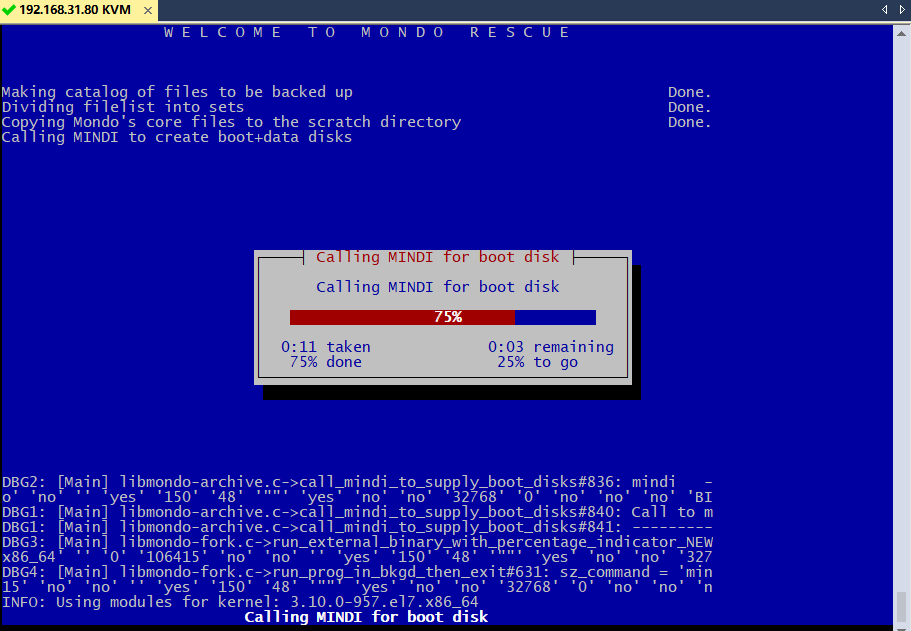 192.168.31.80 KVM ×
W E L C O M E   T O   M O N D O   R E S C U E
Making catalog of files to be backed up Done.
Dividing filelist into sets Done.
Copying Mondo's core files to the scratch directory Done.
Calling MINDI to create boot+data disks
Calling MINDI for boot disk
Calling MINDI for boot disk
75%
0:11 taken 0:03 remaining
75% done 25% to go
DBG2: [Main] libmondo-archive.c->call_mindi_to_supply_boot_disks#836: mindi   -
o' 'no' '' 'yes' '150' '48' '""' 'yes' 'no' 'no' '32768' '0' 'no' 'no' 'no' 'BI
DBG1: [Main] libmondo-archive.c->call_mindi_to_supply_boot_disks#840: Call to m
DBG1: [Main] libmondo-archive.c->call_mindi_to_supply_boot_disks#841: ---------
DBG3: [Main] libmondo-fork.c->run_external_binary_with_percentage_indicator_NEW
x86_64' '' '0' '106415' 'no' 'no' '' 'yes' '150' '48' '""' 'yes' 'no' 'no' '327
DBG4: [Main] libmondo-fork.c->run_prog_in_bkgd_then_exit#631: sz_command = 'min
15' 'no' 'no' '' 'yes' '150' '48' '""' 'yes' 'no' 'no' '32768' '0' 'no' 'no' 'n
INFO: Using modules for kernel: 3.10.0-957.el7.x86_64
Calling MINDI for boot disk